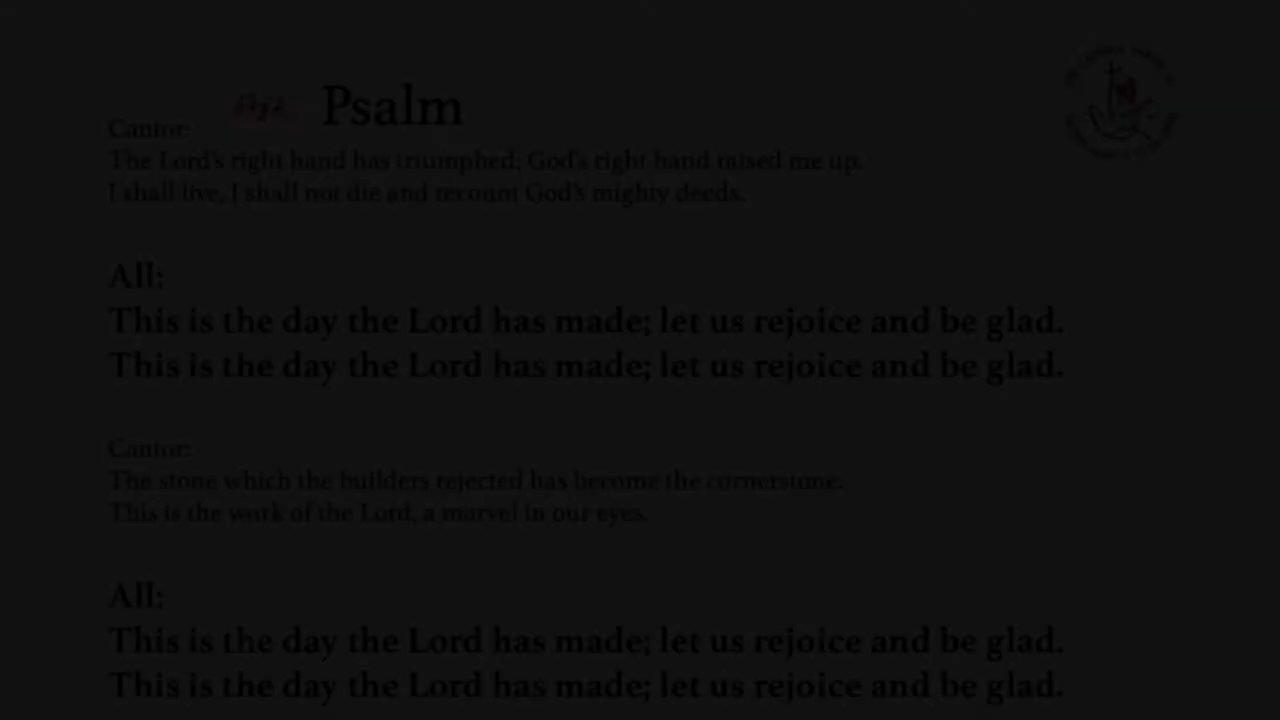 Psalm
Cantor:
The Lord's right hand has triumphed; God's right hand raised me up.
I shall live, I shall not die and recount God's mighty deeds.
All:
This is the day the Lord has made; let us rejoice and be glad.
This is the day the Lord has made; let us rejoice and be glad.
Cantor:
The stone which the builders rejected has become the cornerstone.
This is the work of the Lord, a marvel in our eyes.
All:
This is the day the Lord has made; let us rejoice and be glad.
This is the day the Lord has made; let us rejoice and be glad.